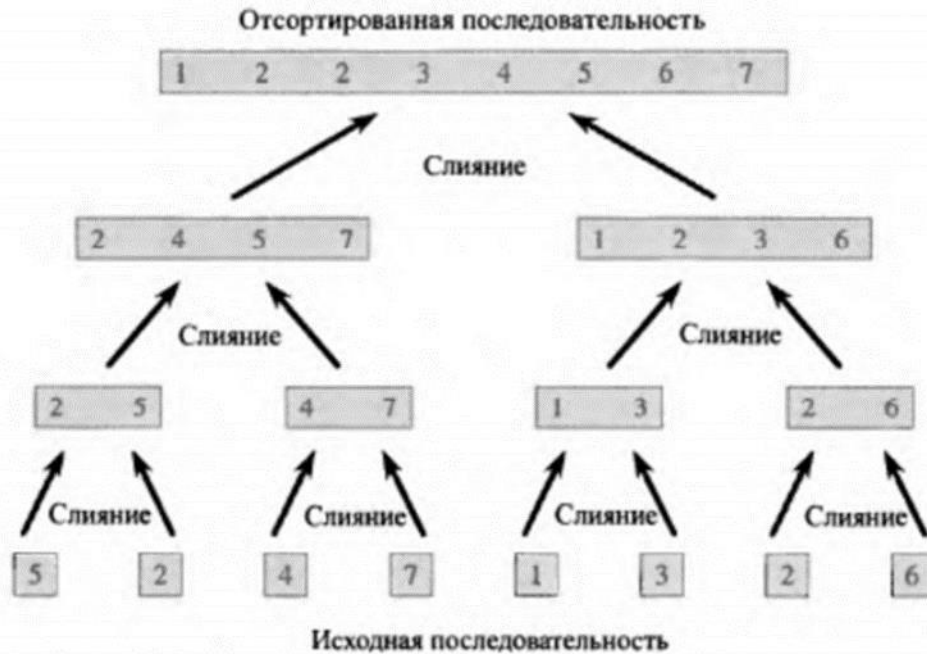 Отсортированная последовательность
1 2 2 3 4 5 6 7
Слияние
2 4 5 7
1 2 3 6
Слияние
Слияние
2 5
4 7
1 3
2 6
Слияние
Слияние
Слияние
Слияние
5
2
4
7
1
3
2
6
Исходная последовательность